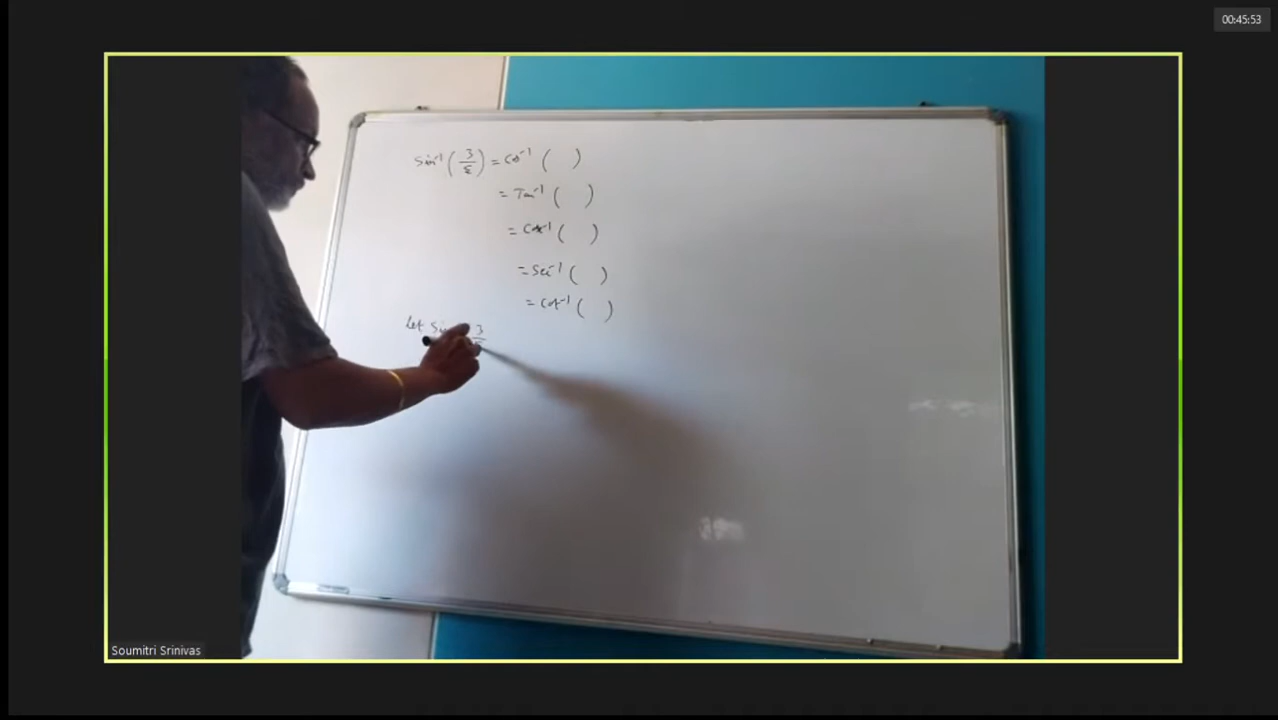 00:45:53
Sin⁻¹ (3/5) = Cos⁻¹ ( )
= Tan⁻¹ ( )
= Cosec⁻¹ ( )
= Sec⁻¹ ( )
= Cot⁻¹ ( )
Let Sin 3/5
Soumitri Srinivas